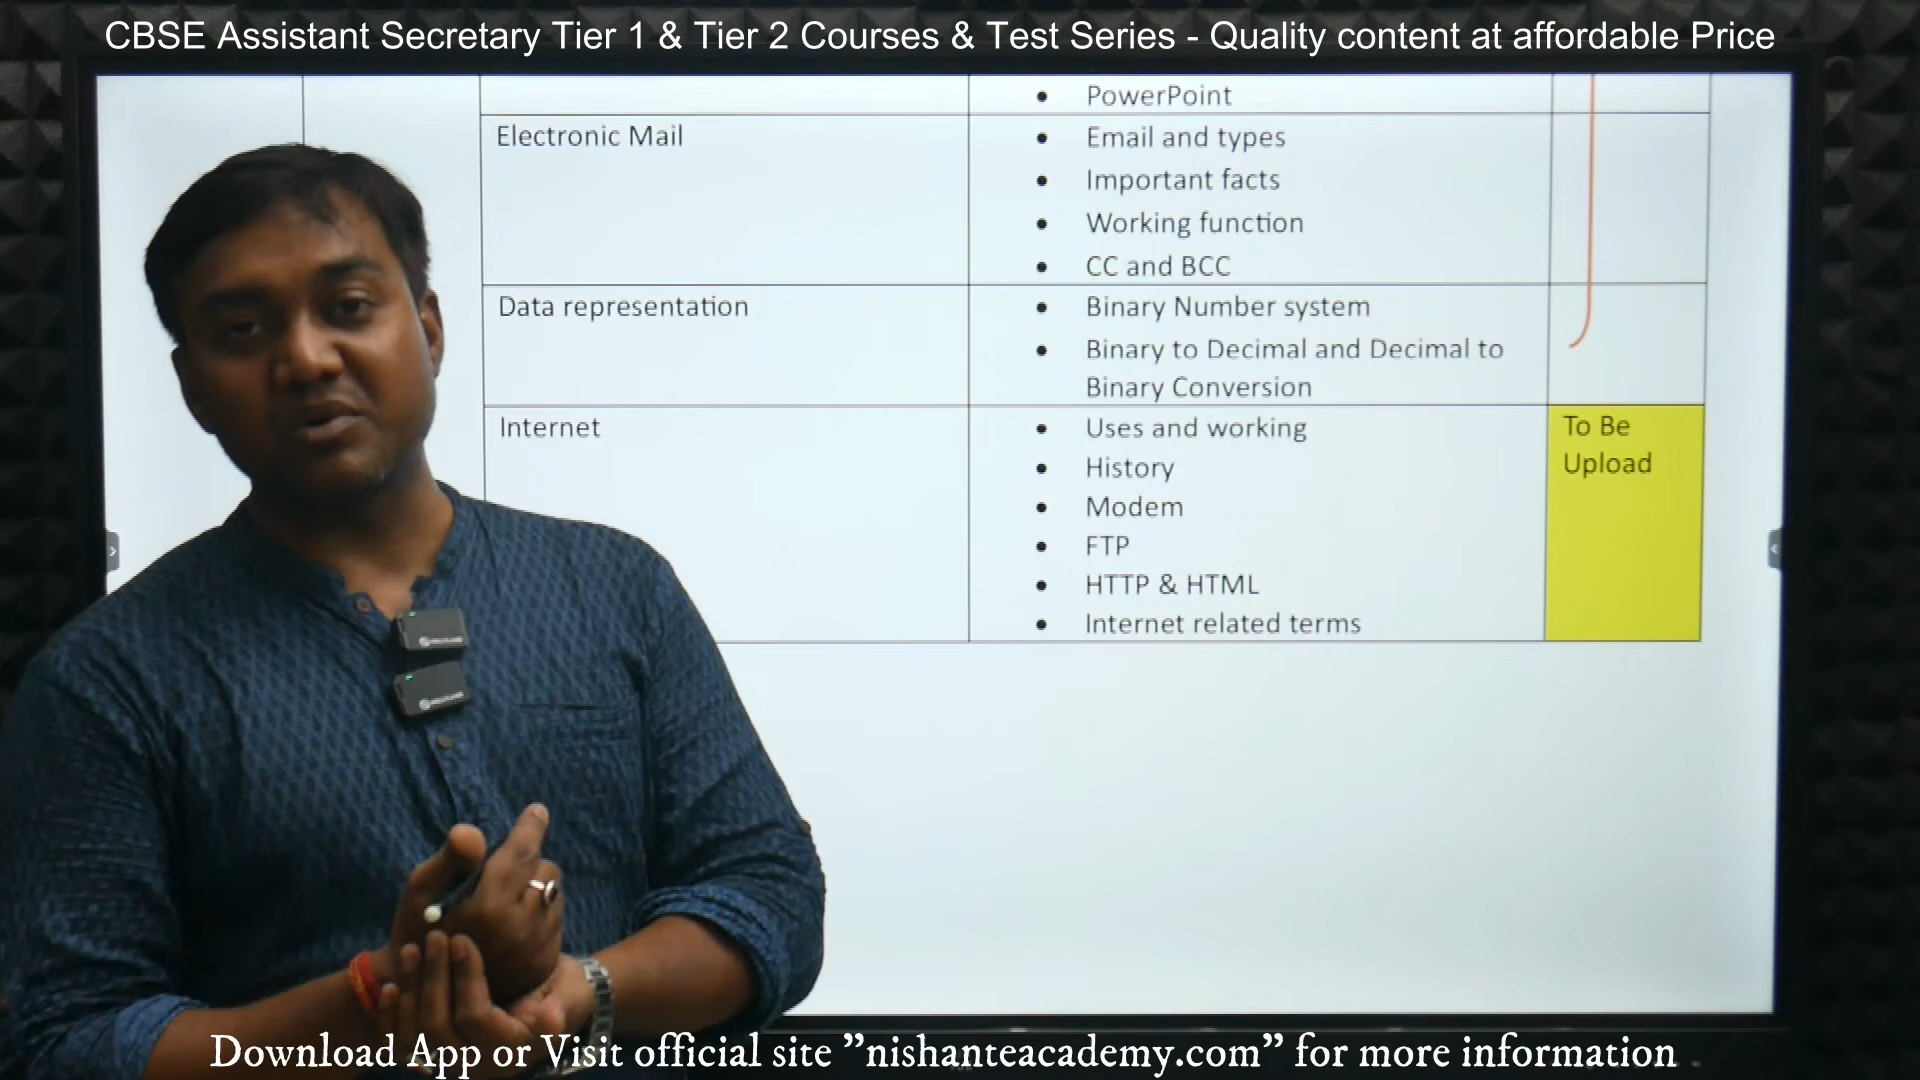 CBSE Assistant Secretary Tier 1 & Tier 2 Courses & Test Series - Quality content at affordable Price
• PowerPoint
Electronic Mail
• Email and types
• Important facts
• Working function
• CC and BCC
Data representation
• Binary Number system
• Binary to Decimal and Decimal to
Binary Conversion
Internet
• Uses and working
• History
• Modem
• FTP
• HTTP & HTML
• Internet related terms
To Be
Upload
Download App or Visit official site "nishanteacademy.com" for more information